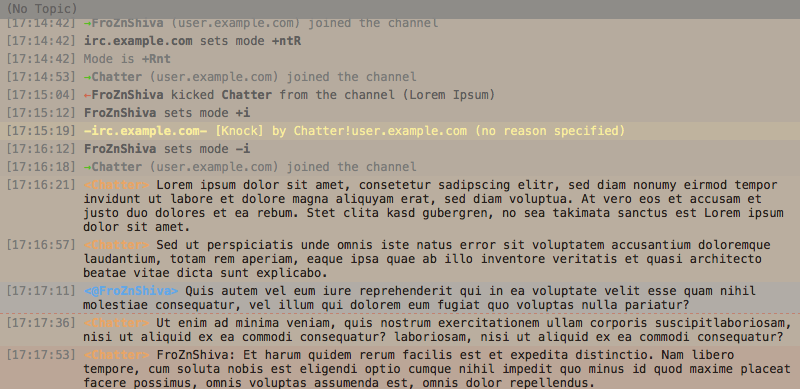 (No Topic)
[17:14:42] →FroZnShiva (user.example.com) joined the channel
[17:14:42] irc.example.com sets mode +ntR
[17:14:42] Mode is +Rnt
[17:14:53] →Chatter (user.example.com) joined the channel
[17:15:04] ←FroZnShiva kicked Chatter from the channel (Lorem Ipsum)
[17:15:12] FroZnShiva sets mode +i
[17:15:19] -irc.example.com- [Knock] by Chatter!user.example.com (no reason specified)
[17:16:12] FroZnShiva sets mode -i
[17:16:18] →Chatter (user.example.com) joined the channel
[17:16:21] <Chatter> Lorem ipsum dolor sit amet, consetetur sadipscing elitr, sed diam nonumy eirmod tempor
invidunt ut labore et dolore magna aliquyam erat, sed diam voluptua. At vero eos et accusam et
justo duo dolores et ea rebum. Stet clita kasd gubergren, no sea takimata sanctus est Lorem ipsum
dolor sit amet.
[17:16:57] <Chatter> Sed ut perspiciatis unde omnis iste natus error sit voluptatem accusantium doloremque
laudantium, totam rem aperiam, eaque ipsa quae ab illo inventore veritatis et quasi architecto
beatae vitae dicta sunt explicabo.
[17:17:11] <@FroZnShiva> Quis autem vel eum iure reprehenderit qui in ea voluptate velit esse quam nihil
molestiae consequatur, vel illum qui dolorem eum fugiat quo voluptas nulla pariatur?
[17:17:36] <Chatter> Ut enim ad minima veniam, quis nostrum exercitationem ullam corporis suscipitlaboriosam,
nisi ut aliquid ex ea commodi consequatur? laboriosam, nisi ut aliquid ex ea commodi consequatur?
[17:17:53] <Chatter> FroZnShiva: Et harum quidem rerum facilis est et expedita distinctio. Nam libero
tempore, cum soluta nobis est eligendi optio cumque nihil impedit quo minus id quod maxime placeat
facere possimus, omnis voluptas assumenda est, omnis dolor repellendus.